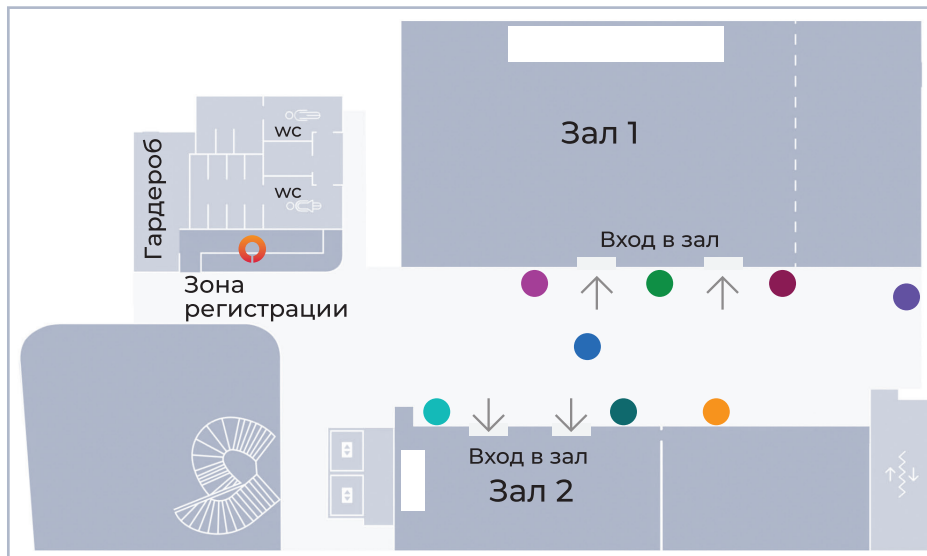 Зал 1
wc
wc
Гардероб
Вход в зал
Зона
регистрации
Вход в зал
Зал 2